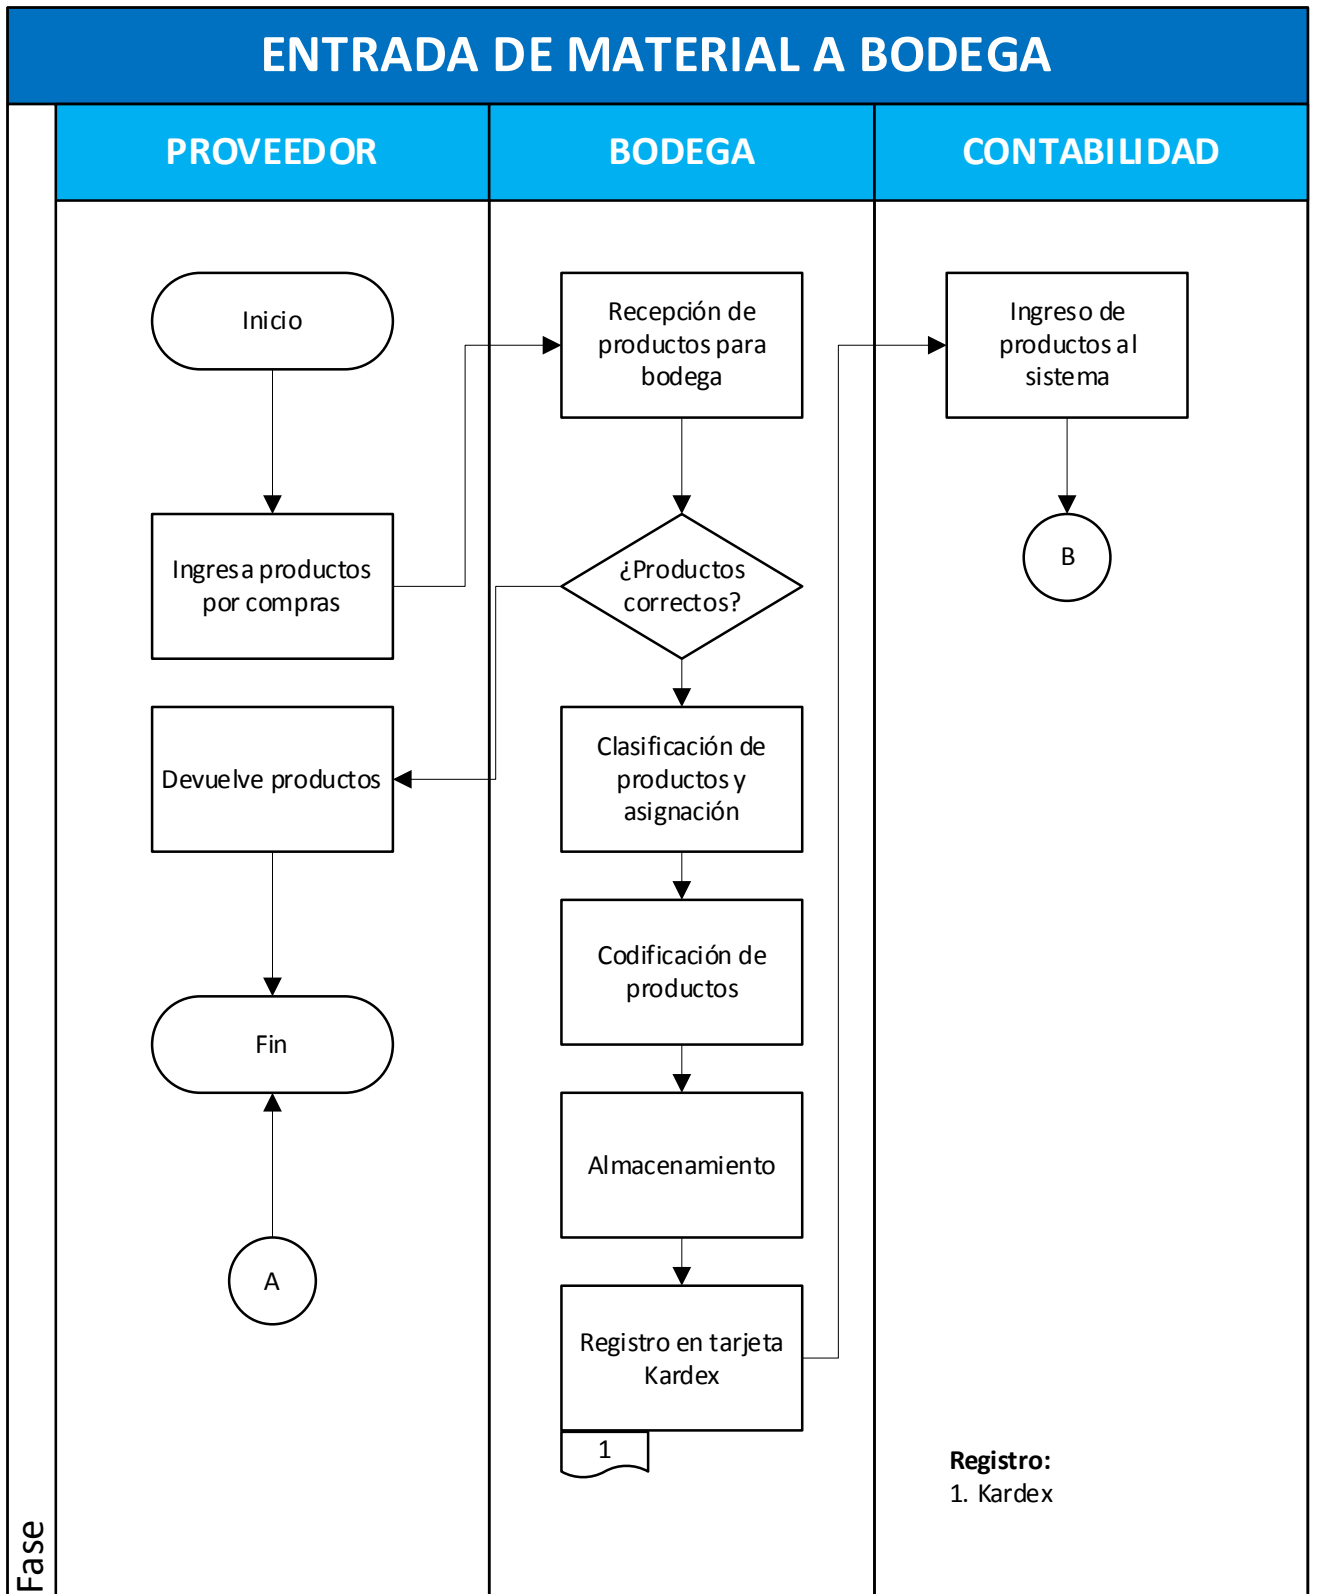 ENTRADA DE MATERIAL A BODEGA
PROVEEDOR
BODEGA
CONTABILIDAD
Inicio
Ingresa productos
por compras
Devuelve productos
Fin
A
Recepción de
productos para
bodega
¿Productos
correctos?
Clasificación de
productos y
asignación
Codificación de
productos
Almacenamiento
Registro en tarjeta
Kardex
1
Ingreso de
productos al
sistema
B
Registro:
1. Kardex
Fase